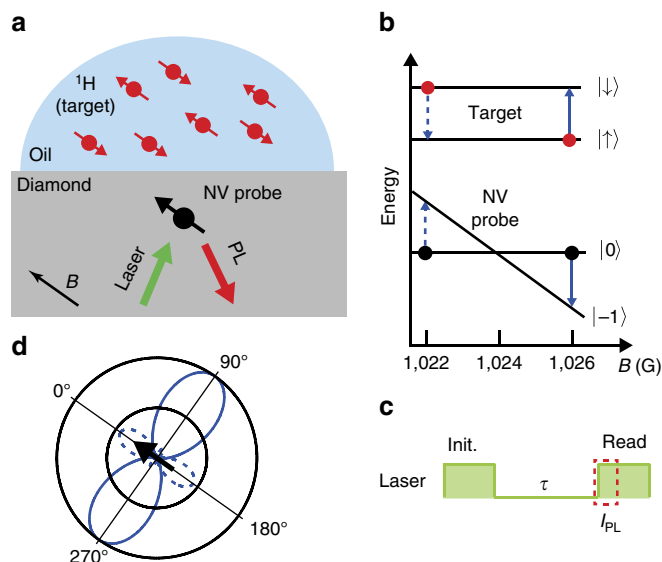 a
¹H
(target)
Oil
Diamond
NV probe
Laser
PL
B
b
Energy
Target
NV
probe
|↓⟩
|↑⟩
|0⟩
|−1⟩
1,022
1,024
1,026
B (G)
c
Init.
Read
Laser
τ
I_PL
d
0°
90°
180°
270°